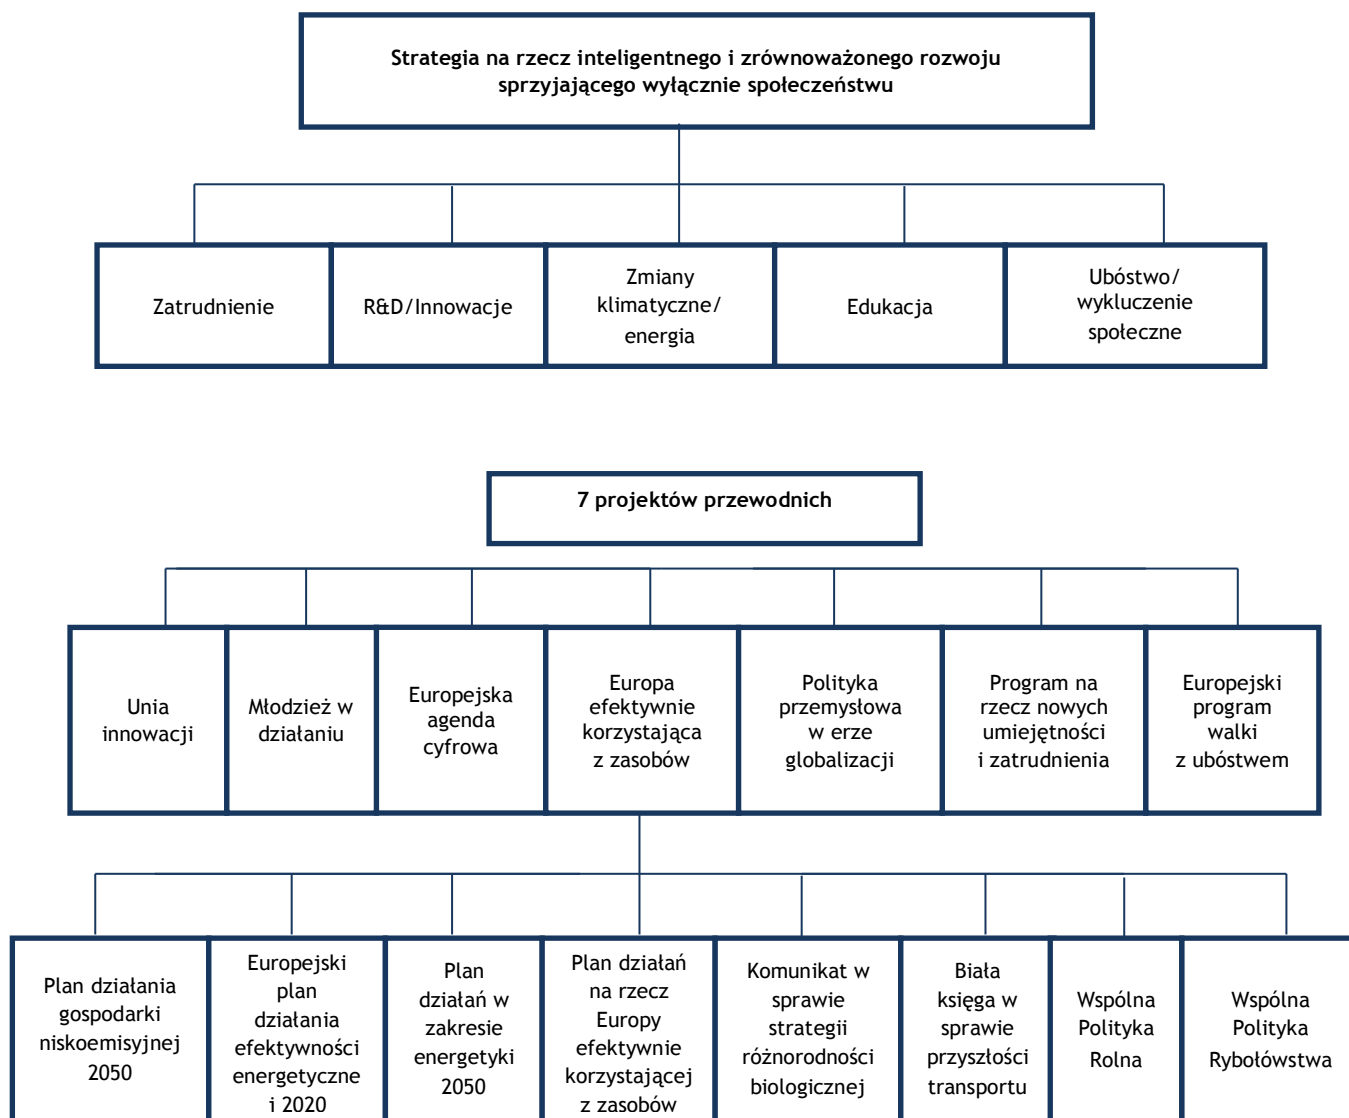 Strategia na rzecz inteligentnego i zrównoważonego rozwoju
sprzyjającego wyłącznie społeczeństwu
Zatrudnienie
R&D/Innowacje
Zmiany
klimatyczne/
energia
Edukacja
Ubóstwo/
wykluczenie
społeczne
7 projektów przewodnich
Unia
innowacji
Młodzież w
działaniu
Europejska
agenda
cyfrowa
Europa
efektywnie
korzystająca
z zasobów
Polityka
przemysłowa
w erze
globalizacji
Program na
rzecz nowych
umiejętności
i zatrudnienia
Europejski
program
walki
z ubóstwem
Plan działania
gospodarki
niskoemisyjnej
2050
Europejski
plan
działania
efektywności
energetyczne
i 2020
Plan
działań w
zakresie
energetyki
2050
Plan działań
na rzecz
Europy
efektywnie
korzystającej
z zasobów
Komunikat w
sprawie
strategii
różnorodności
biologicznej
Biała
księga w
sprawie
przyszłości
transportu
Wspólna
Polityka
Rolna
Wspólna
Polityka
Rybołówstwa